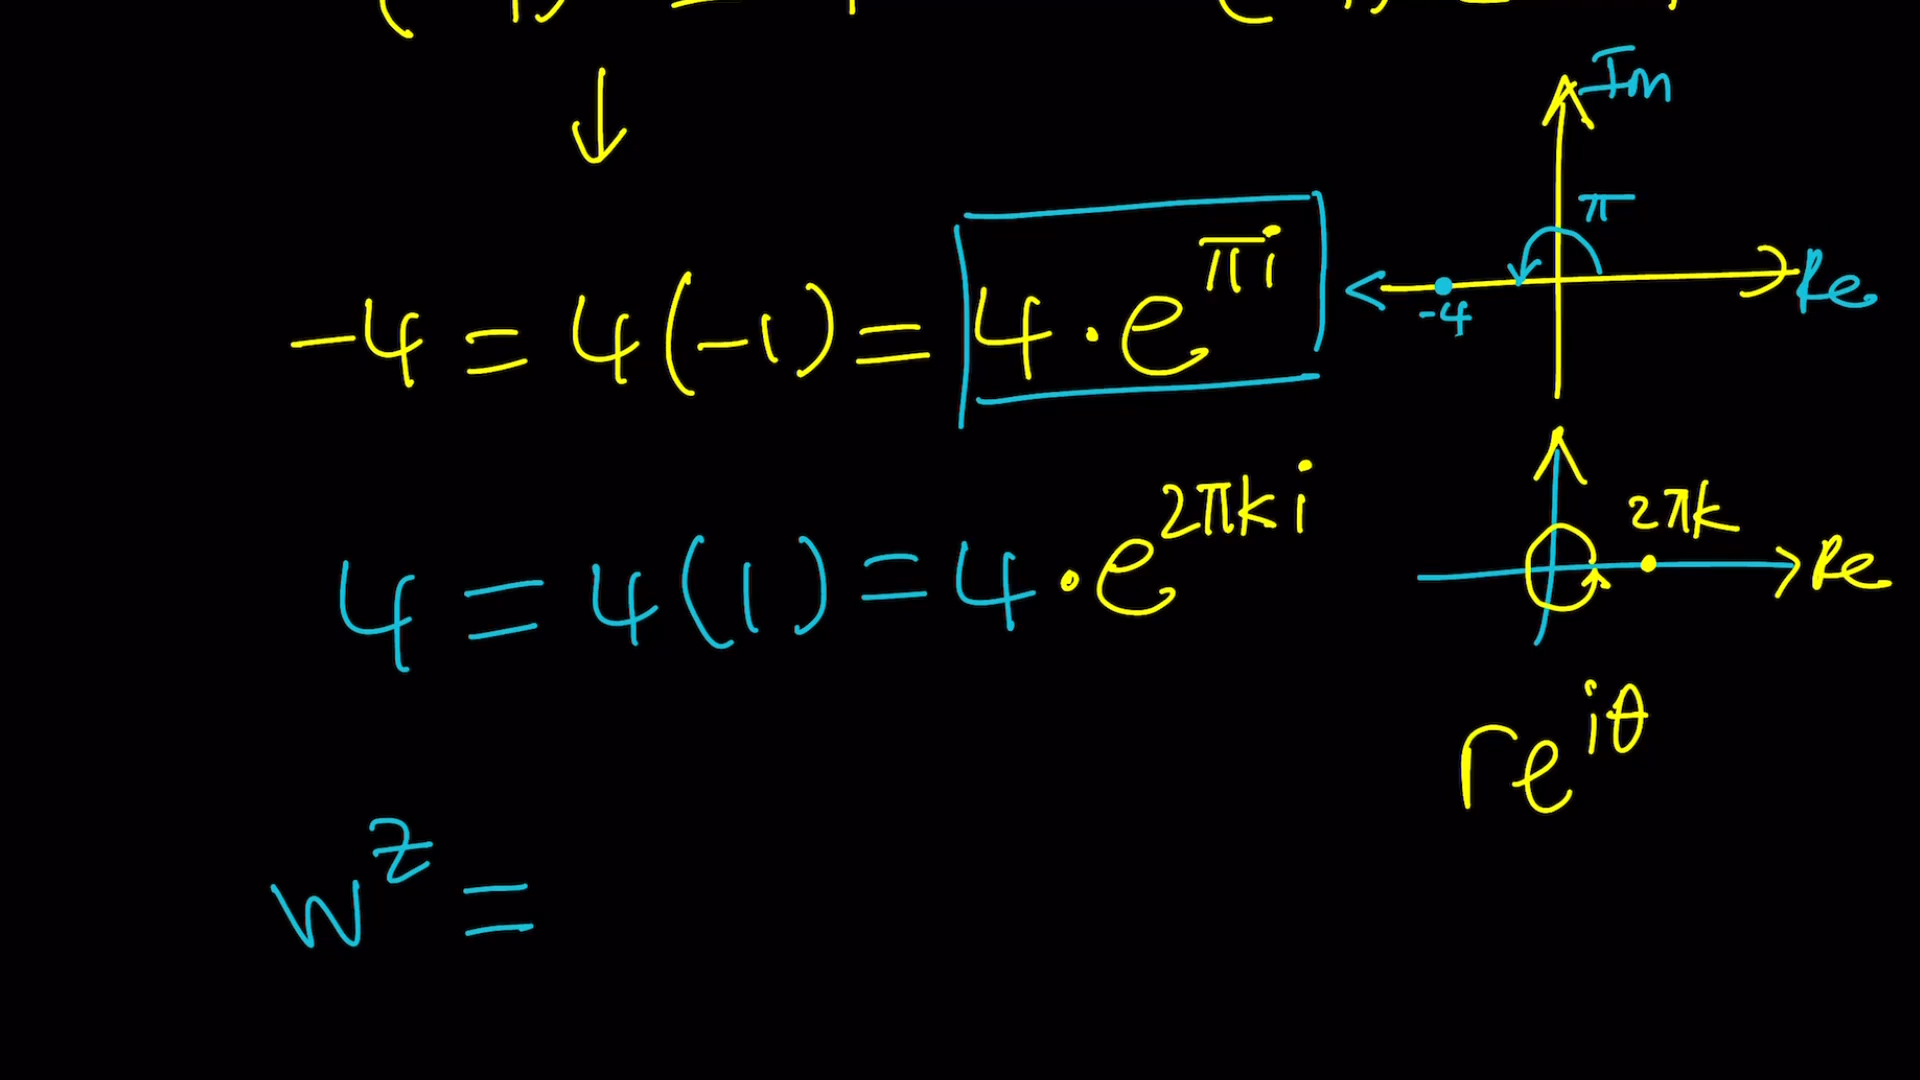 Im
π
-4 = 4(-1) = 4 · e^{πi}
Re
-4
4 = 4(1) = 4 · e^{2πki}
2πk
Re
re^{iθ}
w^z =